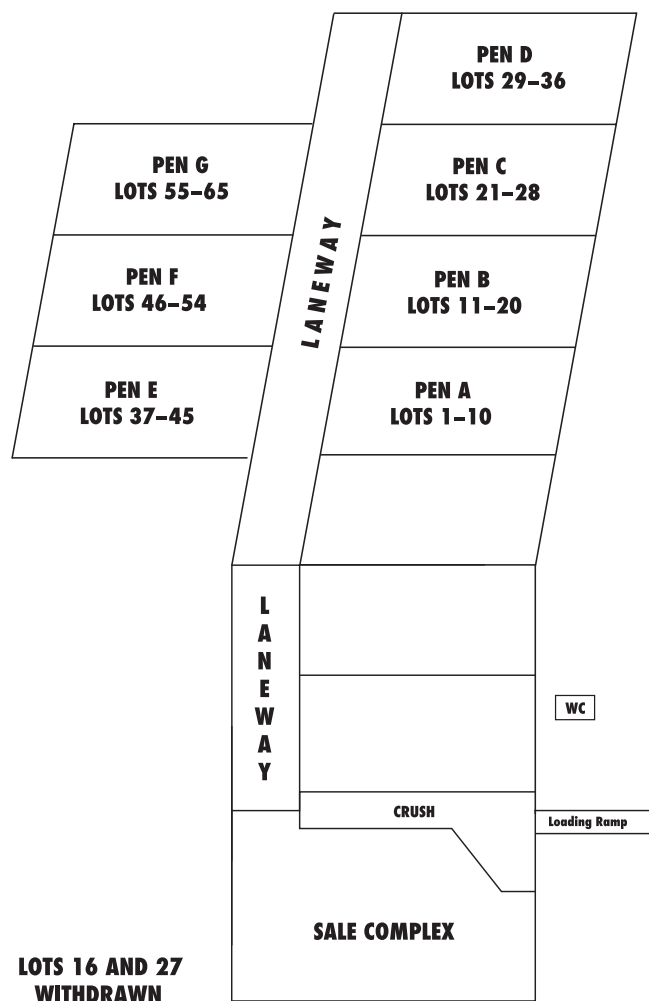 PEN D
LOTS 29–36
PEN G
LOTS 55–65
PEN C
LOTS 21–28
LANEWAY
PEN F
LOTS 46–54
PEN B
LOTS 11–20
PEN E
LOTS 37–45
PEN A
LOTS 1–10
LANEWAY
WC
CRUSH
Loading Ramp
SALE COMPLEX
LOTS 16 AND 27
WITHDRAWN